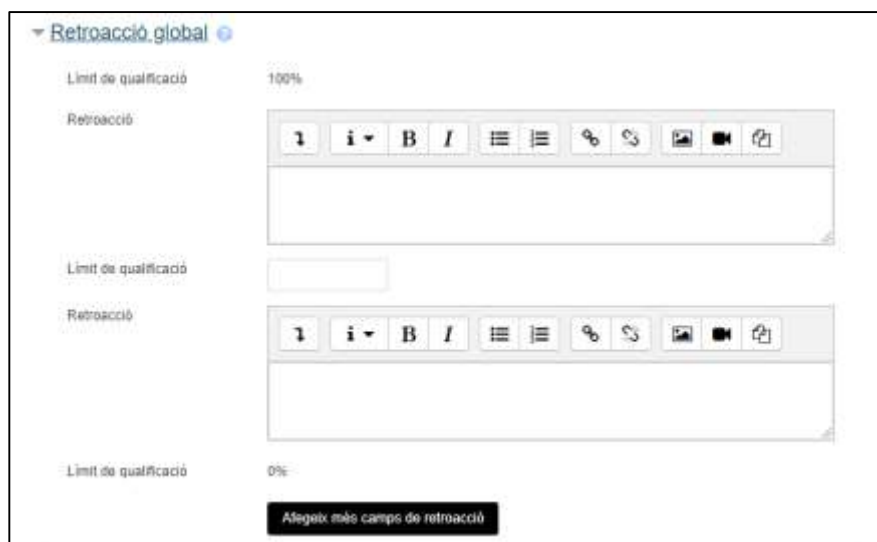 Retroacció global
Límit de qualificació 100%
Retroacció
i B I
Límit de qualificació
Retroacció
i B I
Límit de qualificació 0%
Afegeix més camps de retroacció